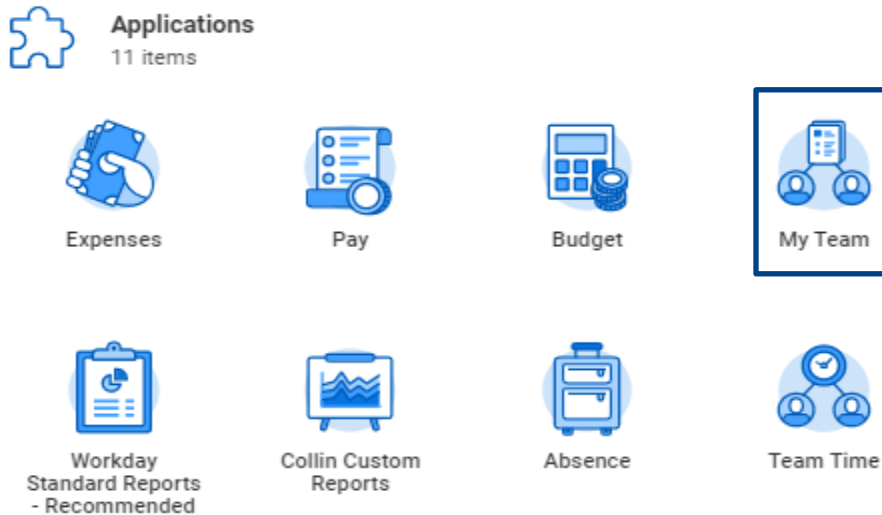 Applications
11 items
Expenses
Pay
Budget
My Team
Workday
Standard Reports
- Recommended
Collin Custom
Reports
Absence
Team Time